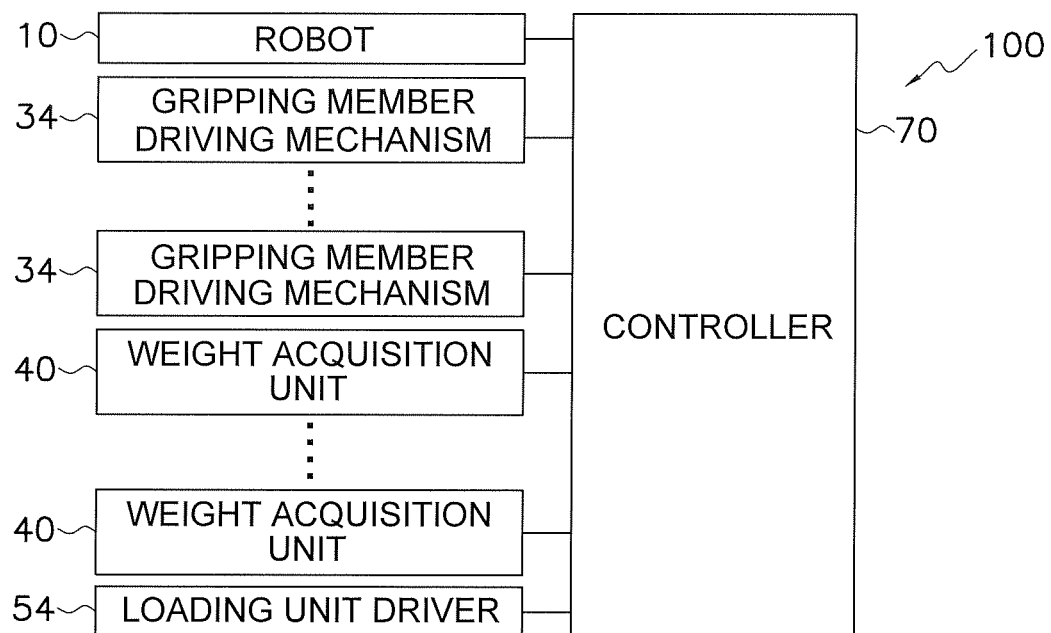 10
ROBOT
100
34
GRIPPING MEMBER
DRIVING MECHANISM
70
34
GRIPPING MEMBER
DRIVING MECHANISM
CONTROLLER
40
WEIGHT ACQUISITION
UNIT
40
WEIGHT ACQUISITION
UNIT
54
LOADING UNIT DRIVER